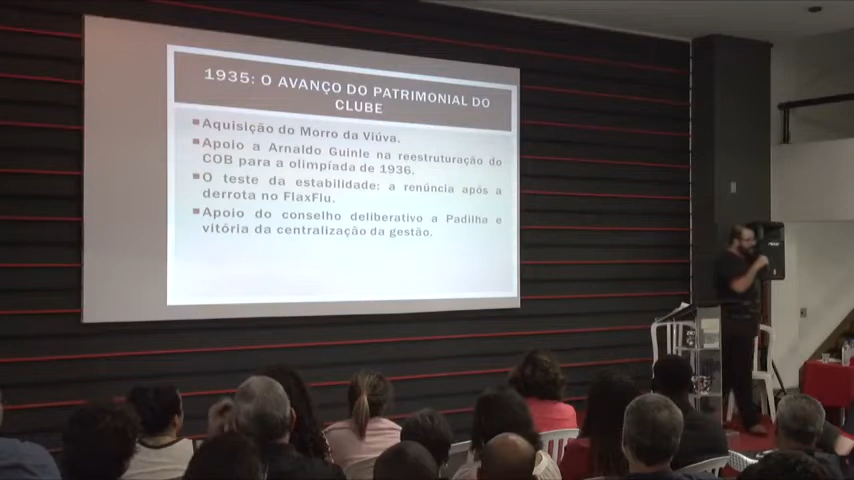 1935: O AVANÇO DO PATRIMONIAL DO
CLUBE
Aquisição do Morro da Viúva.
Apoio a Arnaldo Guinle na reestruturação do
COB para a olimpíada de 1936.
O teste da estabilidade: a renúncia após a
derrota no FlaxFlu.
Apoio do conselho deliberativo a Padilha e
vitória da centralização da gestão.